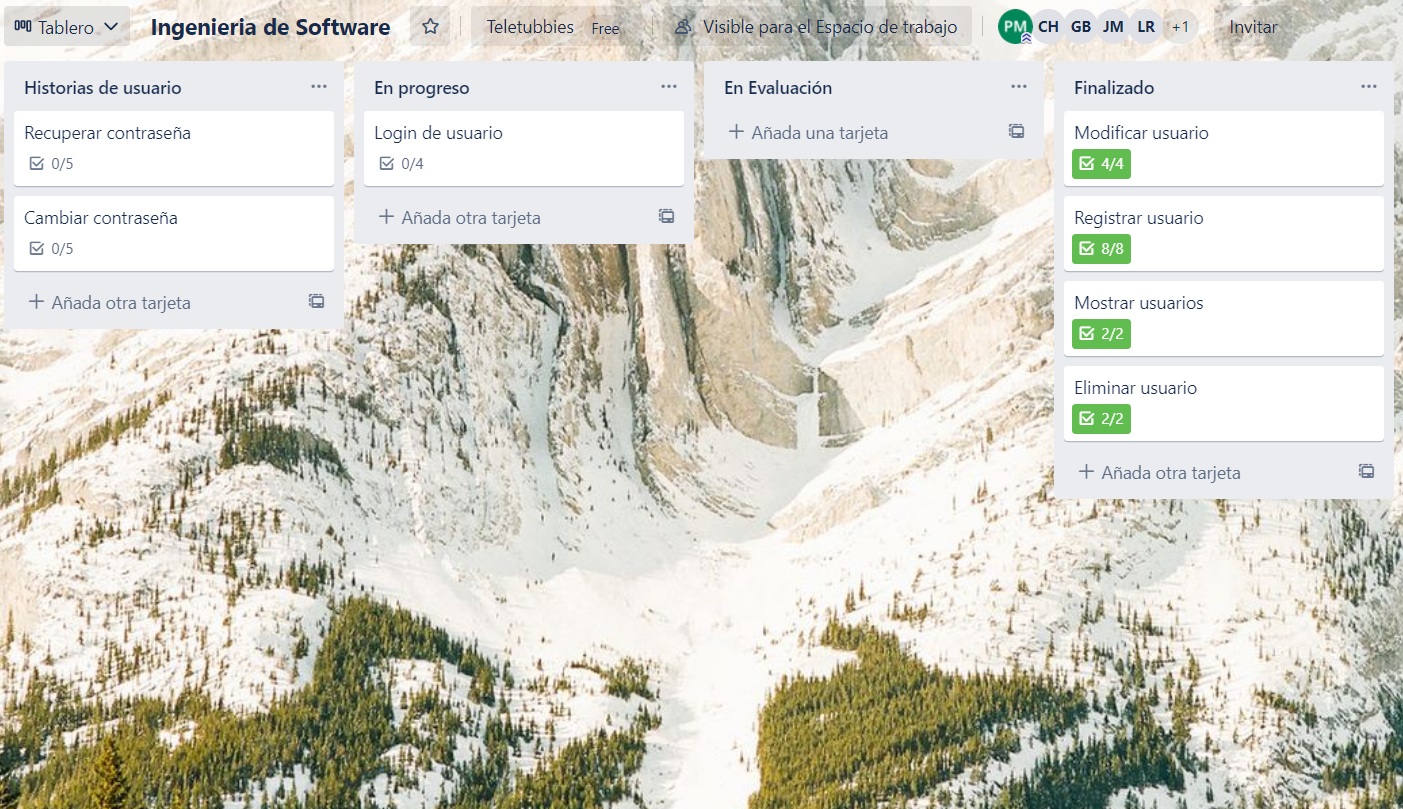 Tablero
Ingenieria de Software
Teletubbies Free
Visible para el Espacio de trabajo
PM CH GB JM LR +1
Invitar
Historias de usuario
Recuperar contraseña
0/5
Cambiar contraseña
0/5
Añada otra tarjeta
En progreso
Login de usuario
0/4
Añada otra tarjeta
En Evaluación
Añada una tarjeta
Finalizado
Modificar usuario
4/4
Registrar usuario
8/8
Mostrar usuarios
2/2
Eliminar usuario
2/2
Añada otra tarjeta